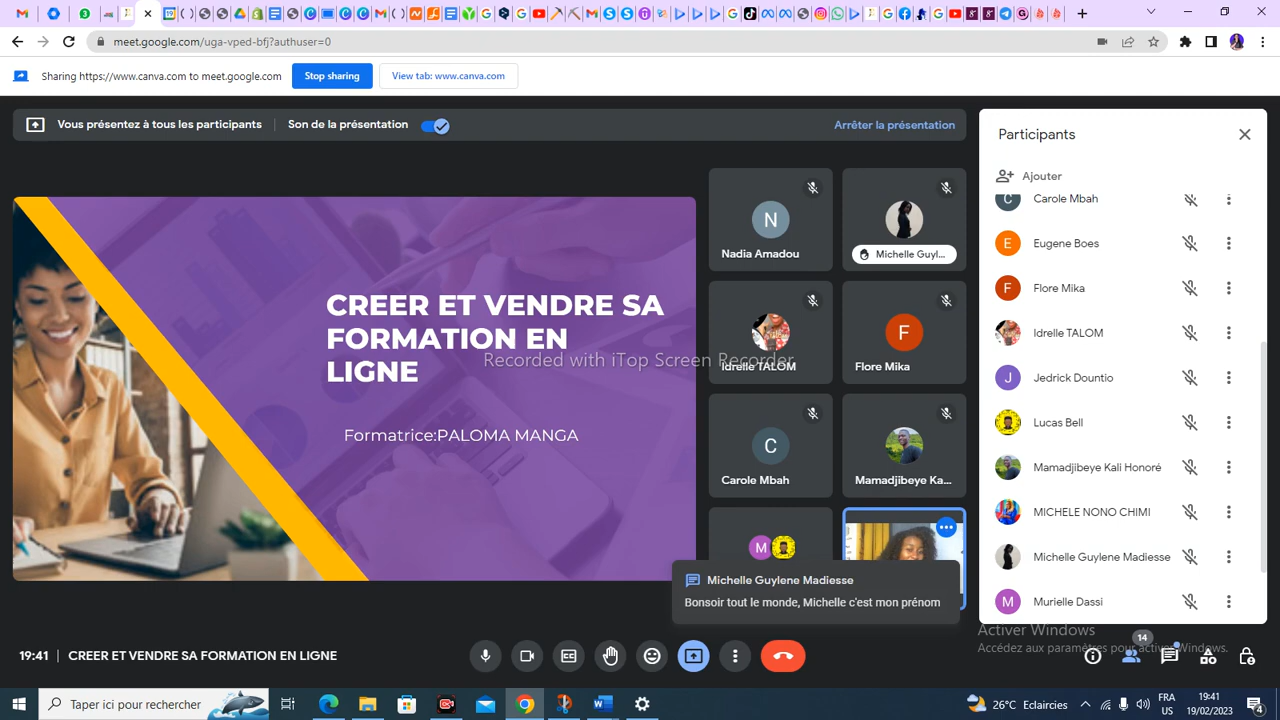 meet.google.com/uga-vped-bfj?authuser=0
Sharing https://www.canva.com to meet.google.com
Stop sharing
View tab: www.canva.com
Vous présentez à tous les participants
Son de la présentation
Arrêter la présentation
CREER ET VENDRE SA
FORMATION EN
LIGNE
Formatrice:PALOMA MANGA
Recorded with iTop Screen Recorder
N
Nadia Amadou
Michelle Guyl...
Idrelle TALOM
F
Flore Mika
C
Carole Mbah
Mamadjibeye Ka...
M
Michelle Guylene Madiesse
Bonsoir tout le monde, Michelle c'est mon prénom
Participants
Ajouter
C
Carole Mbah
E
Eugene Boes
F
Flore Mika
Idrelle TALOM
J
Jedrick Dountio
Lucas Bell
Mamadjibeye Kali Honoré
MICHELE NONO CHIMI
Michelle Guylene Madiesse
M
Murielle Dassi
Activer Windows
Accédez aux paramètres pour activer Windows.
19:41
CREER ET VENDRE SA FORMATION EN LIGNE
14
Taper ici pour rechercher
26°C Eclaircies
FRA
US
19:41
19/02/2023
4